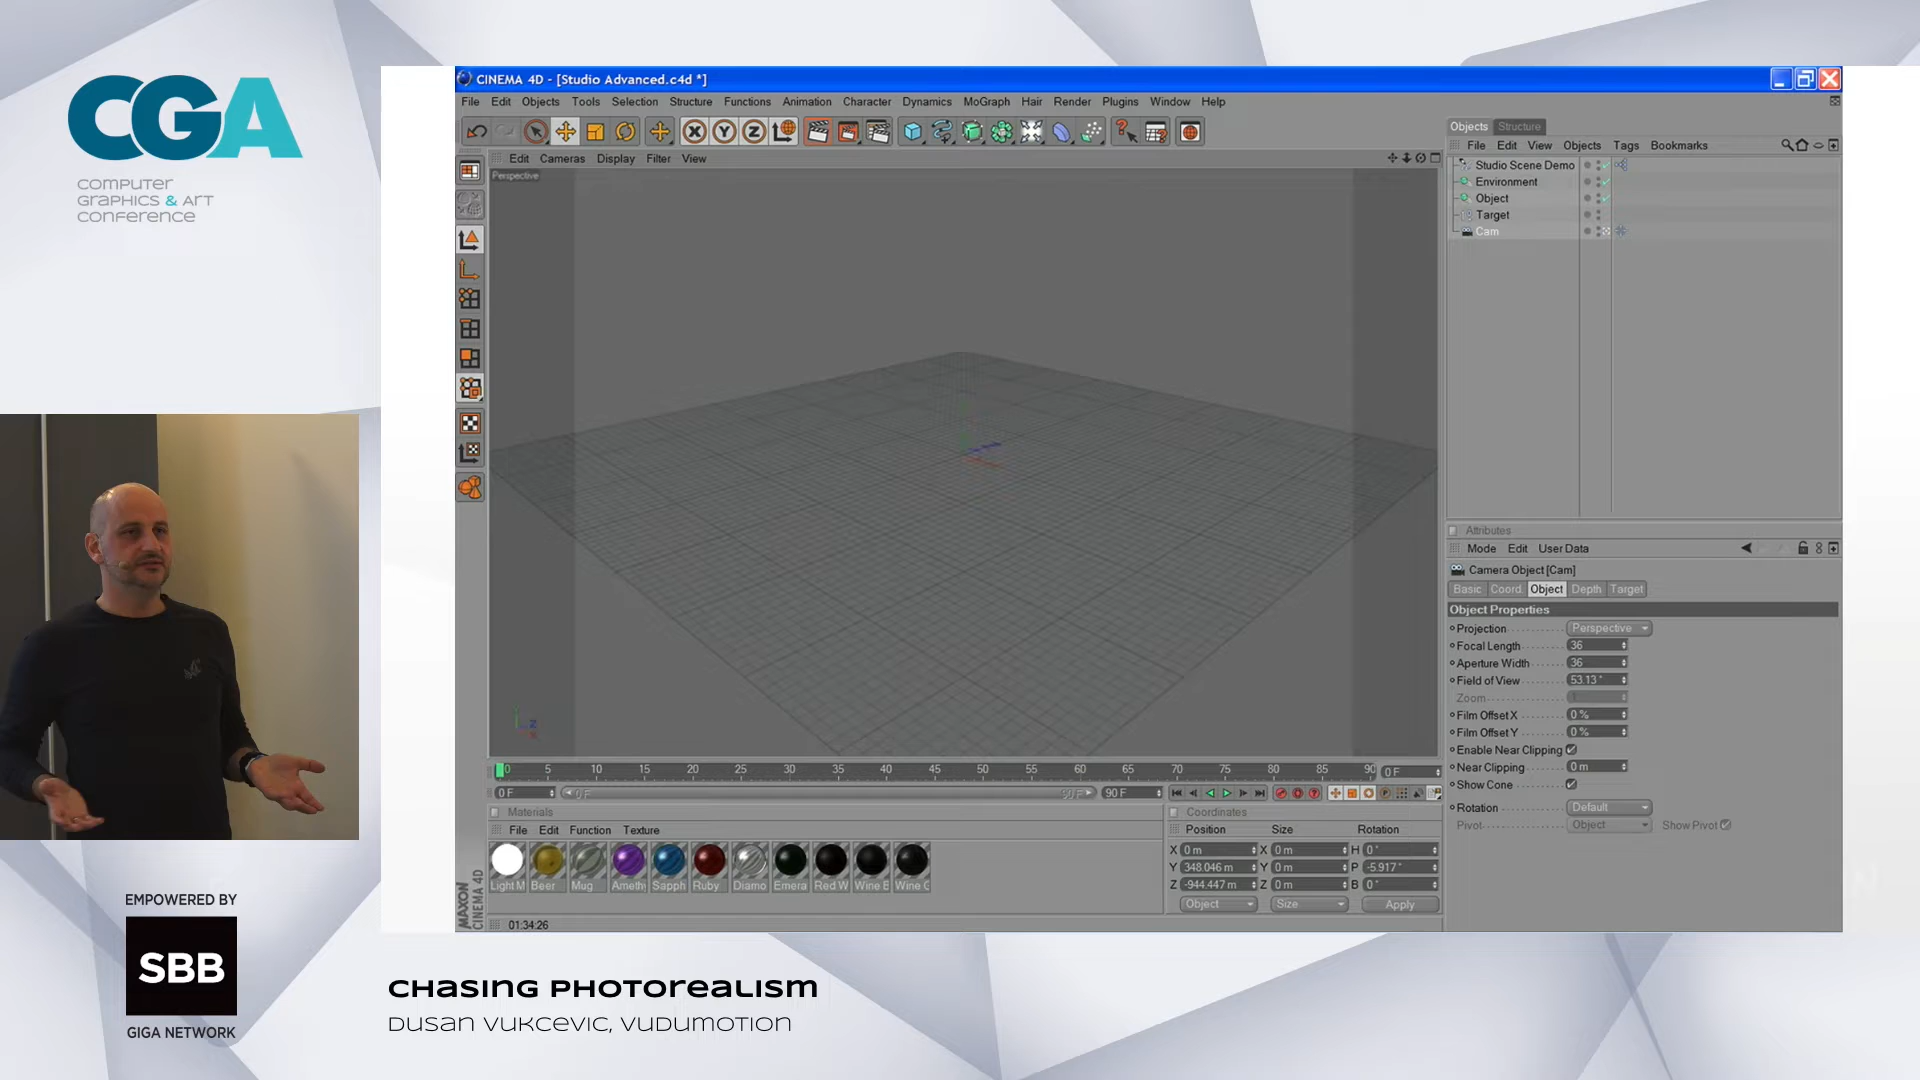 CGA
COMPUTER
GRAPHICS & ART
CONFERENCE
EMPOWERED BY
SBB
GIGA NETWORK
CHASING PHOTOREALISM
DUSAN VUKCEVIC, VUDUMOTION
CINEMA 4D - [Studio Advanced.c4d *]
File Edit Objects Tools Selection Structure Functions Animation Character Dynamics MoGraph Hair Render Plugins Window Help
X Y Z
Edit Cameras Display Filter View
Perspective
Y Z X
0 5 10 15 20 25 30 35 40 45 50 55 60 65 70 75 80 85 90 0 F
0 F 0 F 90 F 90 F
Materials
File Edit Function Texture
Light M Beer Mug Ameth Sapph Ruby Diamo Emera Red W Wine B Wine C
MAXON
CINEMA 4D
01:34:26
Coordinates
Position Size Rotation
X 0 m X 0 m H 0 °
Y 348.046 m Y 0 m P -5.917 °
Z -944.447 m Z 0 m B 0 °
Object Size Apply
Objects Structure
File Edit View Objects Tags Bookmarks
Studio Scene Demo
Environment
Object
Target
Cam
Attributes
Mode Edit User Data
Camera Object [Cam]
Basic Coord. Object Depth Target
Object Properties
Projection Perspective
Focal Length 36
Aperture Width 36
Field of View 53.13 °
Zoom 1
Film Offset X 0 %
Film Offset Y 0 %
Enable Near Clipping
Near Clipping 0 m
Show Cone
Rotation Default
Pivot Object Show Pivot